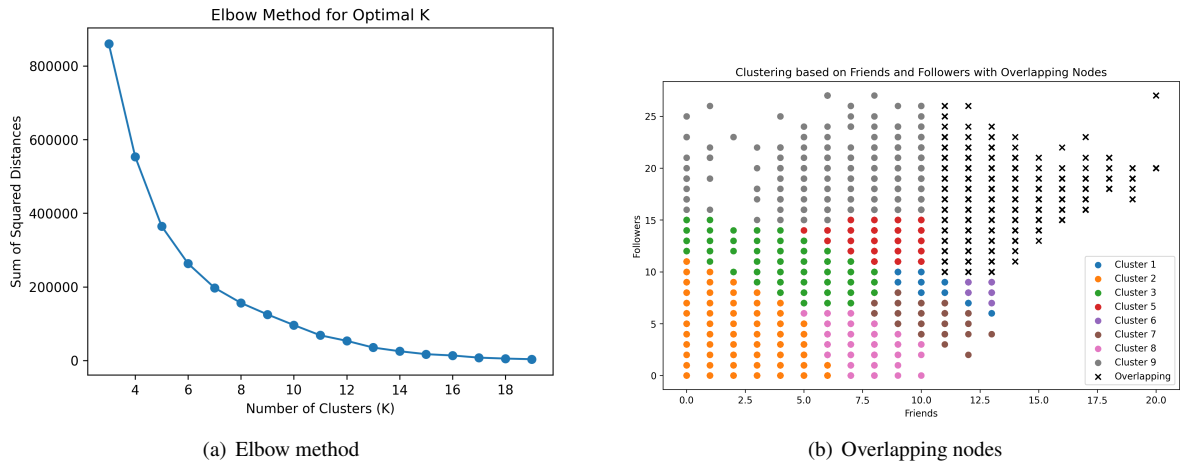 Elbow Method for Optimal K
800000
600000
400000
200000
0
Sum of Squared Distances
4 6 8 10 12 14 16 18
Number of Clusters (K)
(a) Elbow method
Clustering based on Friends and Followers with Overlapping Nodes
25
20
15
10
5
0
Followers
Cluster 1
Cluster 2
Cluster 3
Cluster 5
Cluster 6
Cluster 7
Cluster 8
Cluster 9
Overlapping
0.0 2.5 5.0 7.5 10.0 12.5 15.0 17.5 20.0
Friends
(b) Overlapping nodes